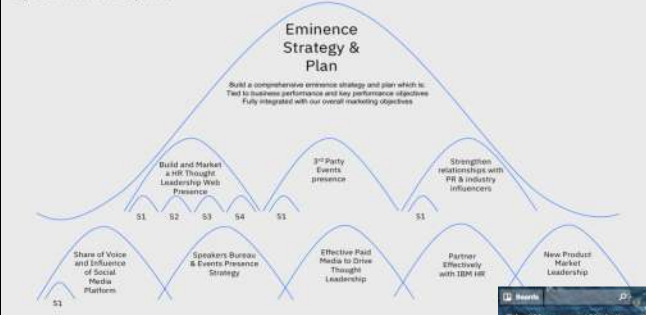 Eminence
Strategy &
Plan
Build a comprehensive eminence strategy and plan which is:
Tied to business performance and key performance objectives
Fully integrated with our overall marketing objectives
Build and Market
a HR Thought
Leadership Web
Presence
3rd Party
Events
presence
Strengthen
relationships with
PR & industry
influencers
S1 S2 S3 S4 S1 S1
Share of Voice
and Influence
of Social
Media
Platform
Speakers Bureau
& Events Presence
Strategy
Effective Paid
Media to Drive
Thought
Leadership
Partner
Effectively
with IBM HR
New Product
Market
Leadership
S1
Boards